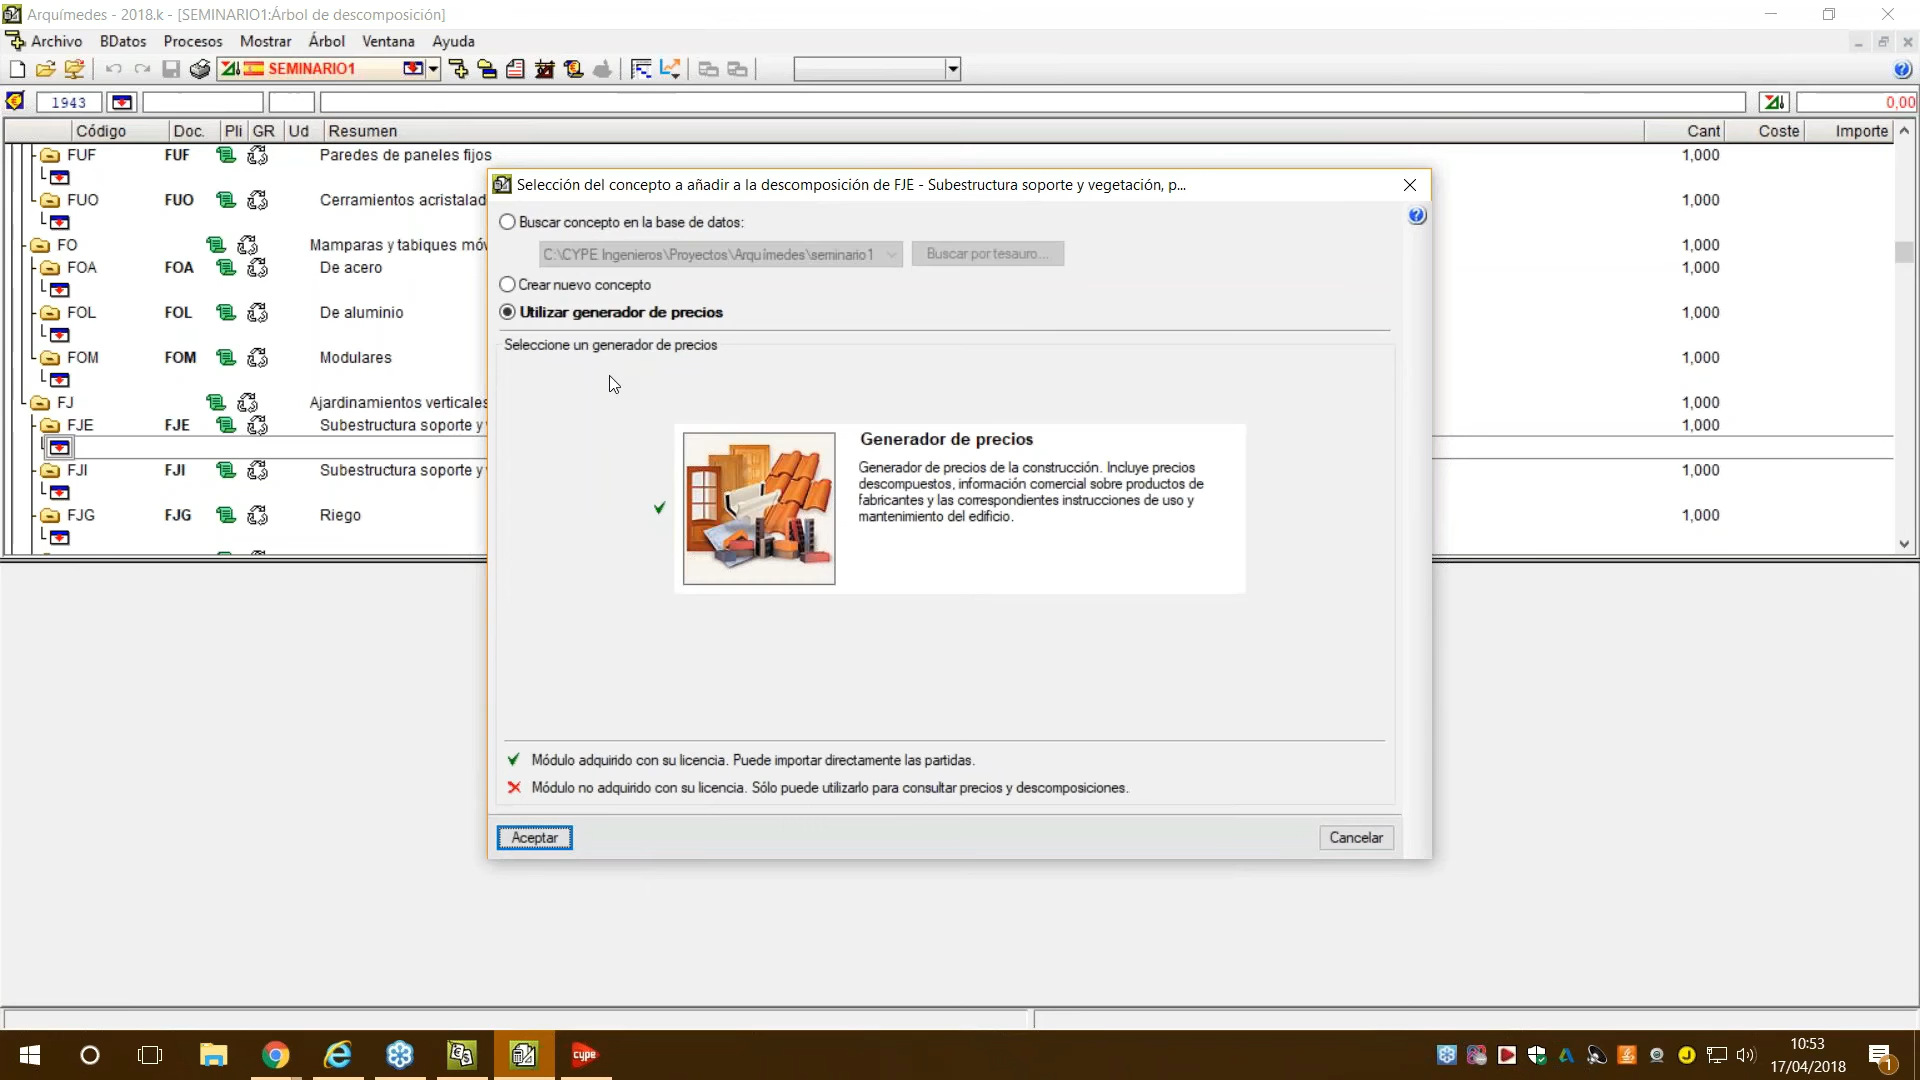 Arquímedes - 2018.k - [SEMINARIO1:Árbol de descomposición]
Archivo BDatos Procesos Mostrar Árbol Ventana Ayuda
SEMINARIO1
1943
0,00
Código Doc. Pli GR Ud Resumen Cant Coste Importe
FUF FUF Paredes de paneles fijos 1,000
FUO FUO Cerramientos acristalad 1,000
FO Mamparas y tabiques móv 1,000
FOA FOA De acero 1,000
FOL FOL De aluminio 1,000
FOM FOM Modulares 1,000
FJ Ajardinamientos verticales 1,000
FJE FJE Subestructura soporte y 1,000
FJI FJI Subestructura soporte y 1,000
FJG FJG Riego 1,000
Selección del concepto a añadir a la descomposición de FJE - Subestructura soporte y vegetación, p...
Buscar concepto en la base de datos:
C:\CYPE Ingenieros\Proyectos\Arquímedes\seminario1
Buscar por tesauro...
Crear nuevo concepto
Utilizar generador de precios
Seleccione un generador de precios
Generador de precios
Generador de precios de la construcción. Incluye precios
descompuestos, información comercial sobre productos de
fabricantes y las correspondientes instrucciones de uso y
mantenimiento del edificio.
Módulo adquirido con su licencia. Puede importar directamente las partidas.
Módulo no adquirido con su licencia. Sólo puede utilizarlo para consultar precios y descomposiciones.
Aceptar
Cancelar
cype
10:53
17/04/2018
1